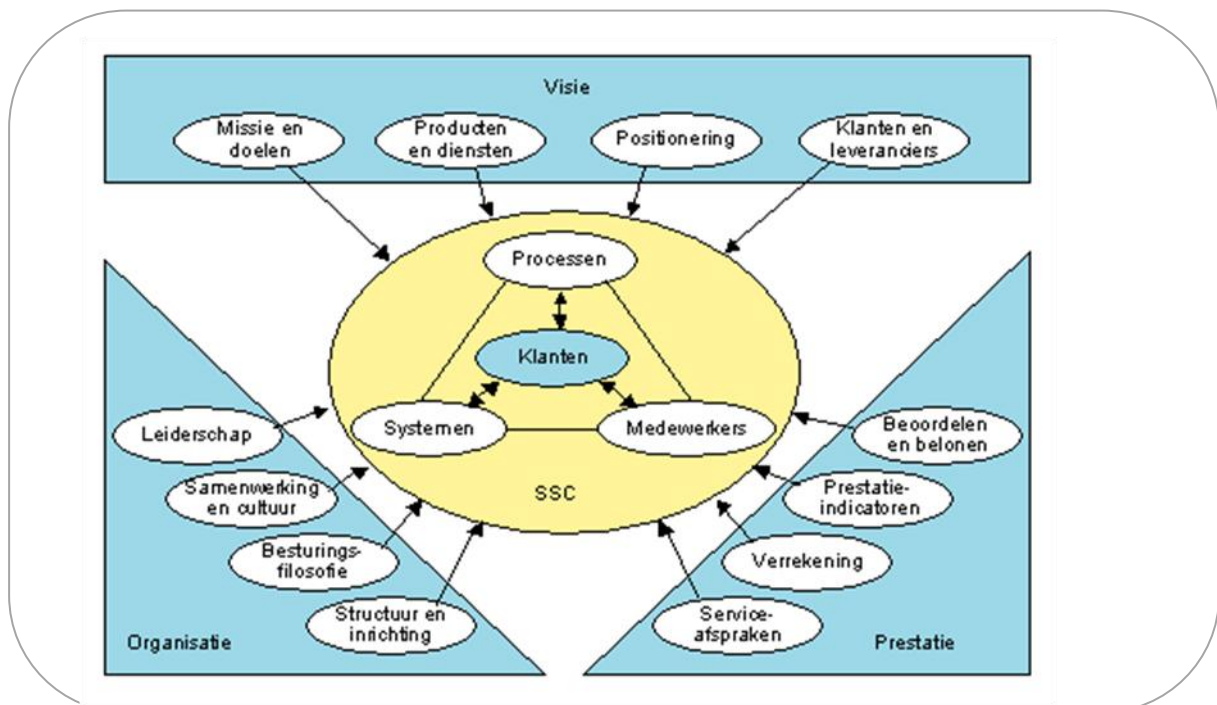 Visie
Missie en
doelen
Producten
en diensten
Positionering
Klanten en
leveranciers
Processen
Klanten
Systemen
Medewerkers
SSC
Leiderschap
Samenwerking
en cultuur
Besturings-
filosofie
Structuur en
inrichting
Organisatie
Beoordelen
en belonen
Prestatie-
indicatoren
Verrekening
Service-
afspraken
Prestatie